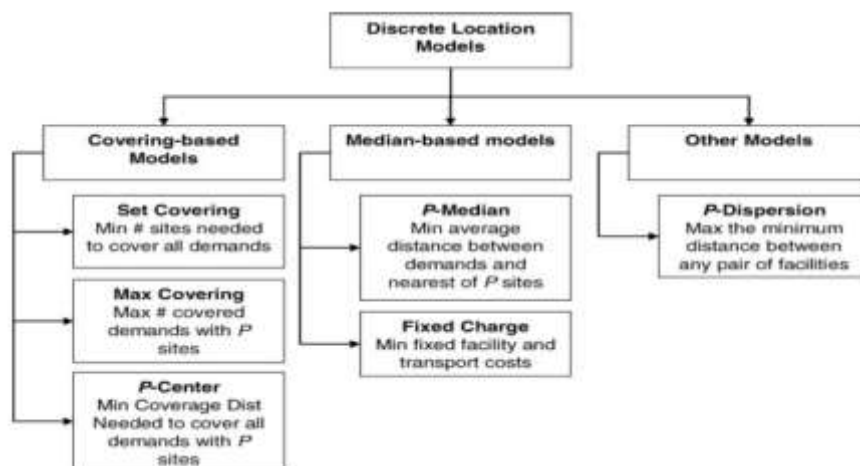 Discrete Location
Models
Covering-based
Models
Median-based models
Other Models
Set Covering
Min # sites needed
to cover all demands
Max Covering
Max # covered
demands with P
sites
P-Center
Min Coverage Dist
Needed to cover all
demands with P
sites
P-Median
Min average
distance between
demands and
nearest of P sites
Fixed Charge
Min fixed facility and
transport costs
P-Dispersion
Max the minimum
distance between
any pair of facilities